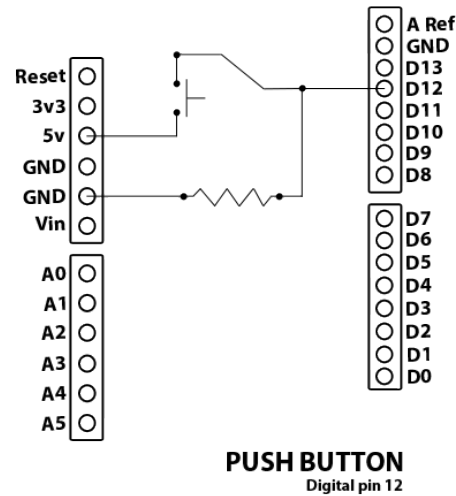 Reset
3v3
5v
GND
GND
Vin
A0
A1
A2
A3
A4
A5
A Ref
GND
D13
D12
D11
D10
D9
D8
D7
D6
D5
D4
D3
D2
D1
D0
PUSH BUTTON
Digital pin 12